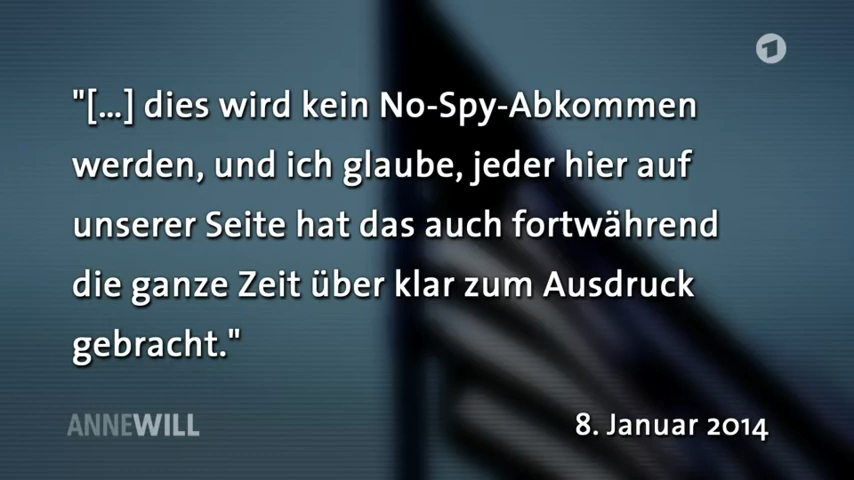 "[...] dies wird kein No-Spy-Abkommen
werden, und ich glaube, jeder hier auf
unserer Seite hat das auch fortwährend
die ganze Zeit über klar zum Ausdruck
gebracht."
ANNEWILL
8. Januar 2014